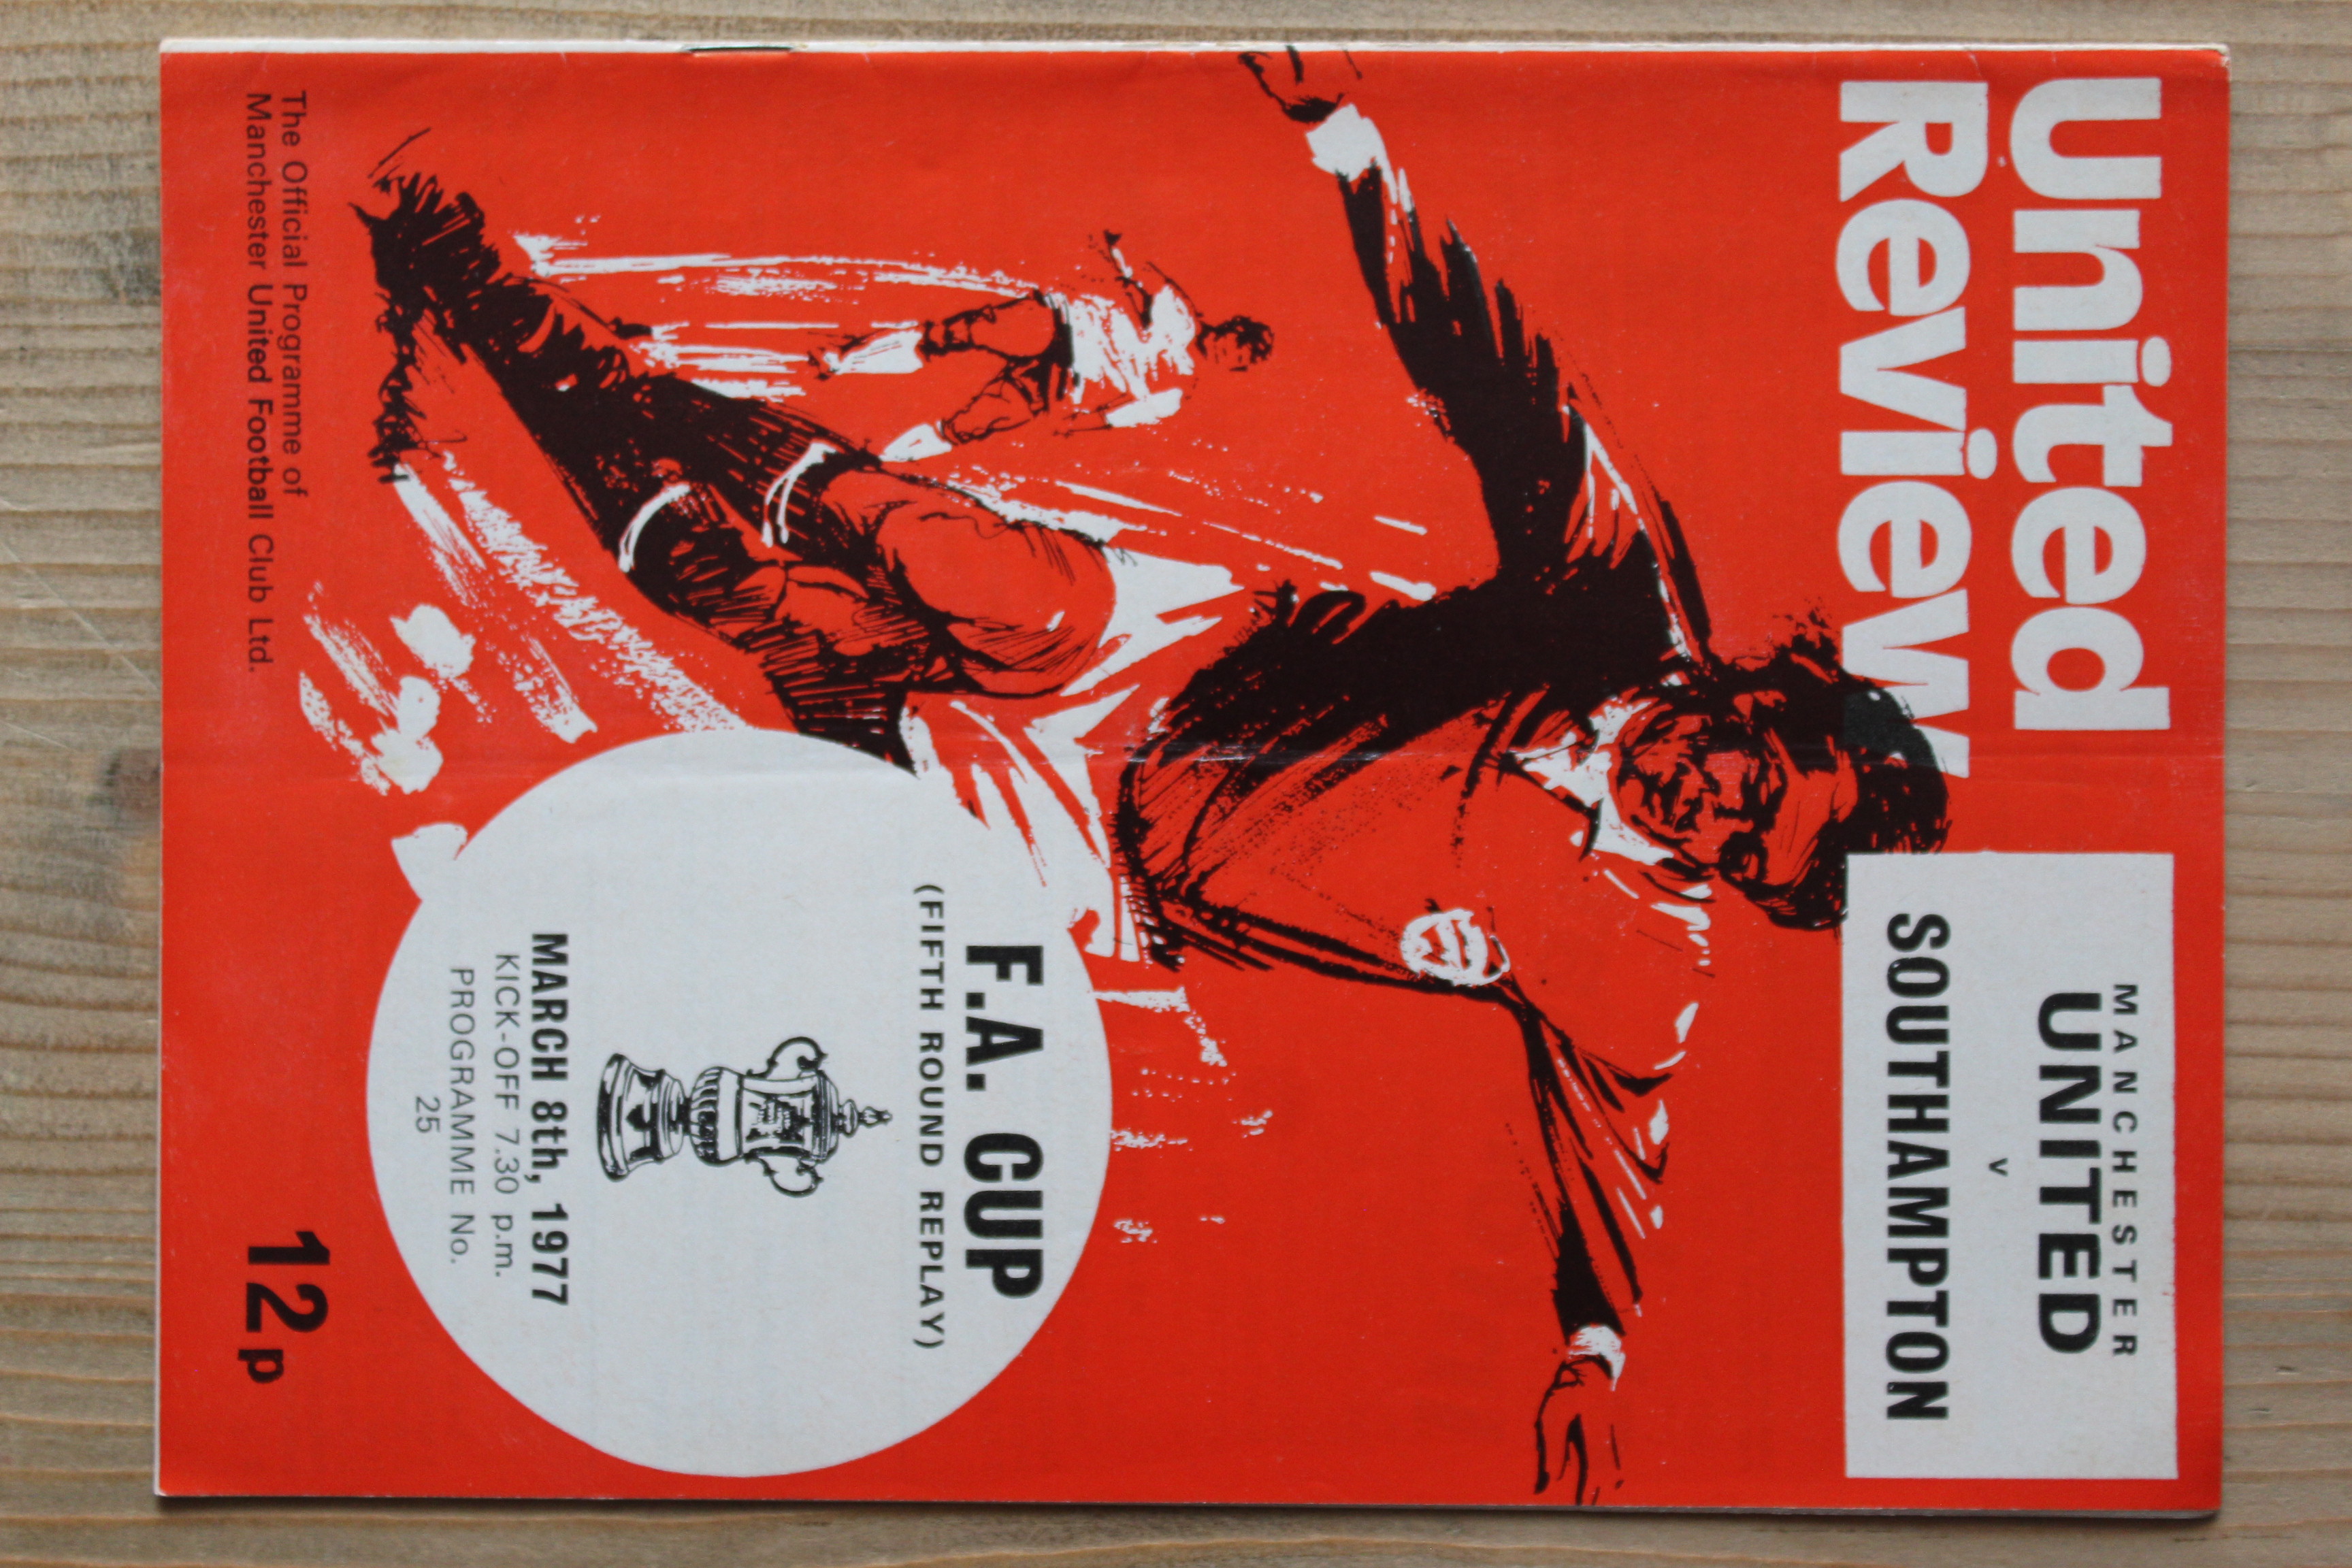 United
Review
MANCHESTER
UNITED
v
SOUTHAMPTON
F.A. CUP
(FIFTH ROUND REPLAY)
MARCH 8th, 1977
KICK-OFF 7.30 p.m.
PROGRAMME No.
25
The Official Programme of
Manchester United Football Club Ltd.
12p